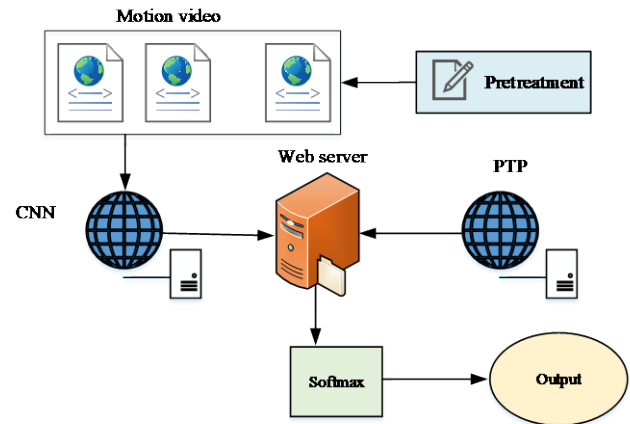 Motion video
Pretreatment
Web server
PTP
CNN
Softmax
Output